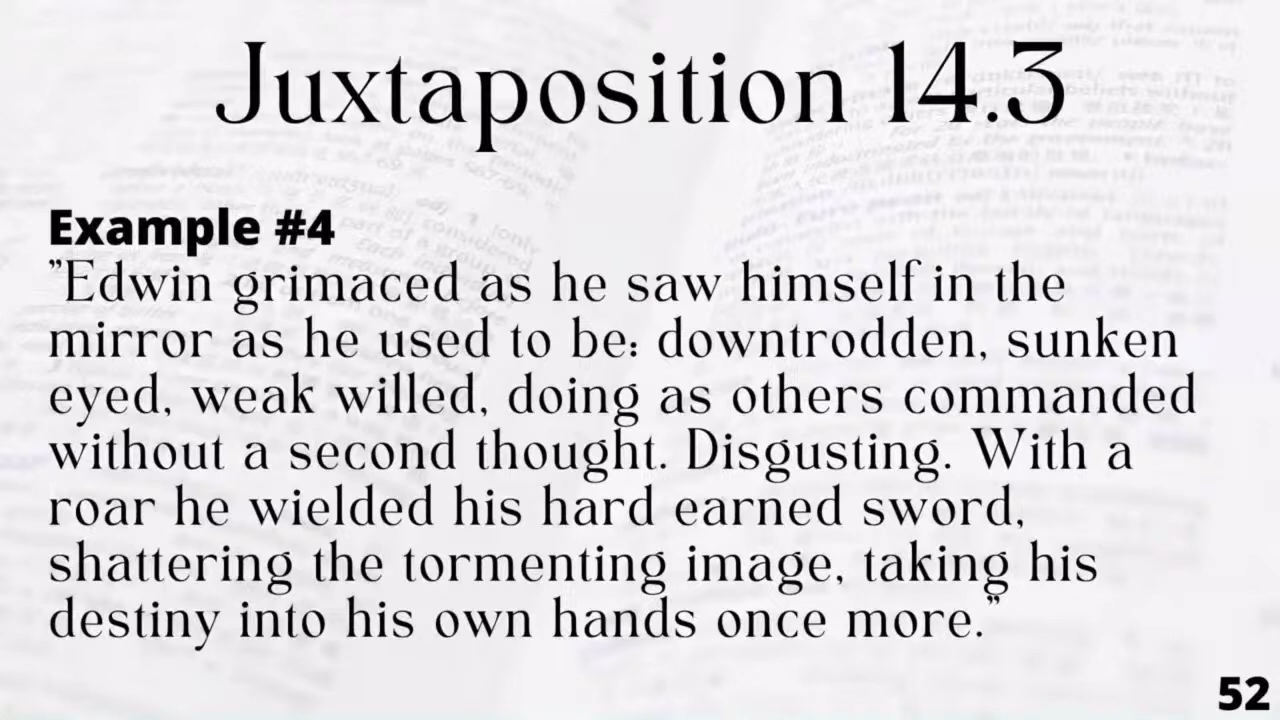 Juxtaposition 14.3
Example #4
"Edwin grimaced as he saw himself in the
mirror as he used to be: downtrodden, sunken
eyed, weak willed, doing as others commanded
without a second thought. Disgusting. With a
roar he wielded his hard earned sword,
shattering the tormenting image, taking his
destiny into his own hands once more."
52